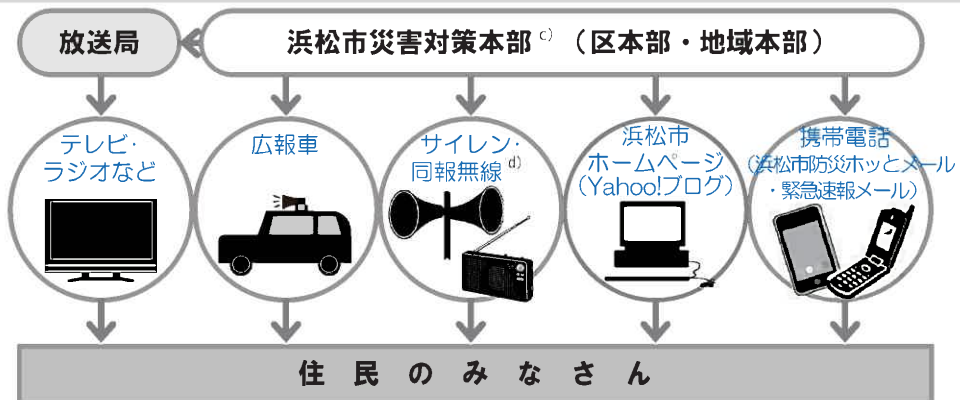 放送局
浜松市災害対策本部c)（区本部・地域本部）
テレビ・
ラジオなど
広報車
サイレン・
同報無線d)
浜松市
ホームページ
（Yahoo!ブログ）
携帯電話
（浜松市防災ホッとメール
・緊急速報メール）
住民のみなさん